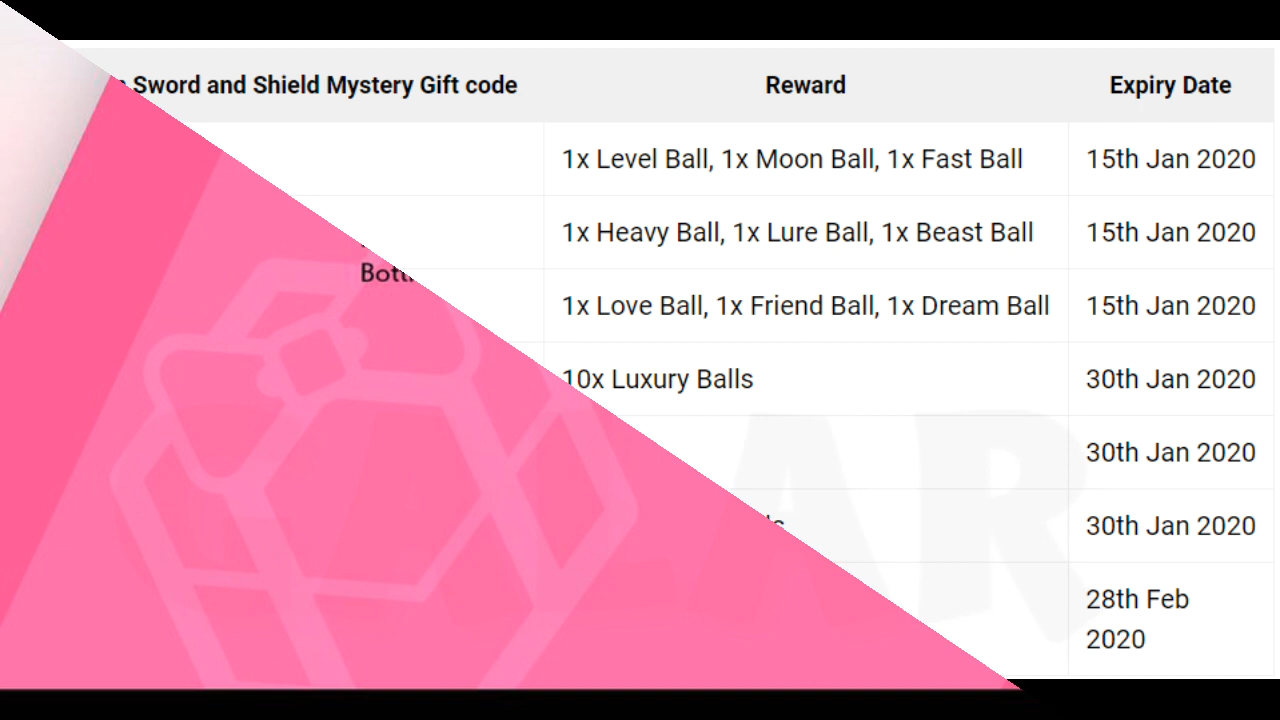 Sword and Shield Mystery Gift code Reward Expiry Date
1x Level Ball, 1x Moon Ball, 1x Fast Ball 15th Jan 2020
1x Heavy Ball, 1x Lure Ball, 1x Beast Ball 15th Jan 2020
1x Love Ball, 1x Friend Ball, 1x Dream Ball 15th Jan 2020
10x Luxury Balls 30th Jan 2020
30th Jan 2020
30th Jan 2020
28th Feb
2020
AR